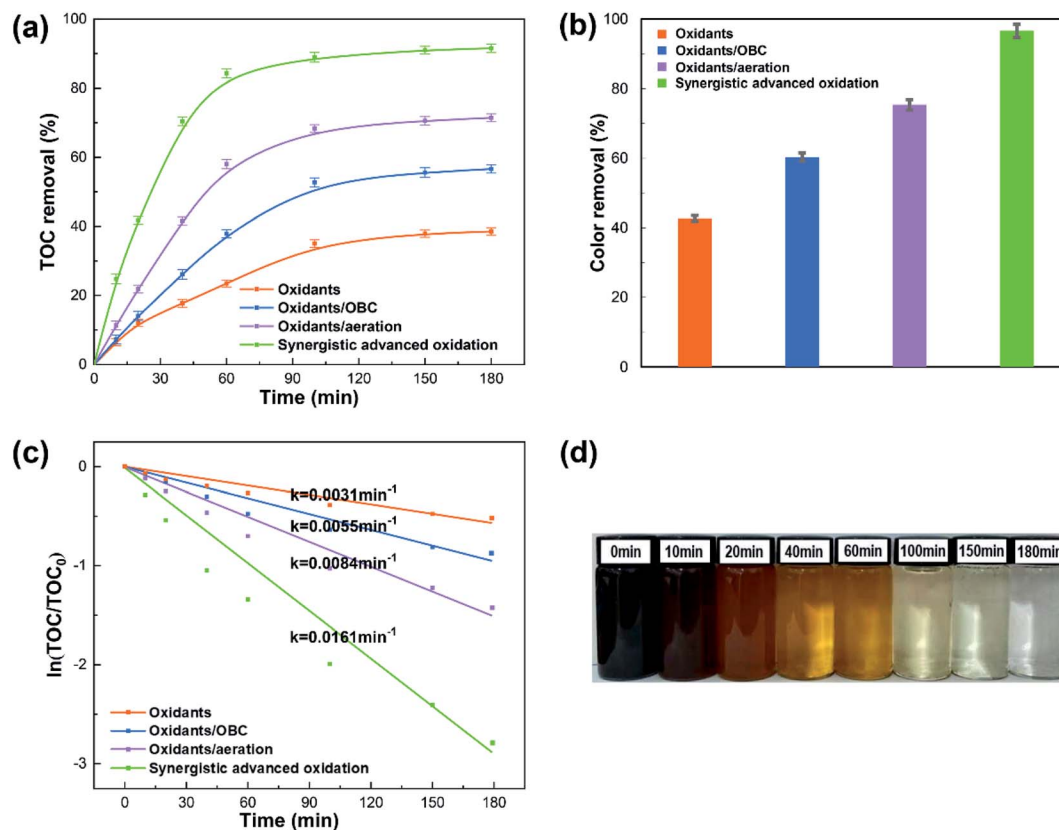 (a)
TOC removal (%)
100
80
60
40
20
0
0 30 60 90 120 150 180
Time (min)
Oxidants
Oxidants/OBC
Oxidants/aeration
Synergistic advanced oxidation
(b)
Color removal (%)
100
80
60
40
20
0
Oxidants
Oxidants/OBC
Oxidants/aeration
Synergistic advanced oxidation
(c)
ln(TOC/TOC₀)
0
-1
-2
-3
k=0.0031min⁻¹
k=0.0055min⁻¹
k=0.0084min⁻¹
k=0.0161min⁻¹
Oxidants
Oxidants/OBC
Oxidants/aeration
Synergistic advanced oxidation
0 30 60 90 120 150 180
Time (min)
(d)
0min 10min 20min 40min 60min 100min 150min 180min